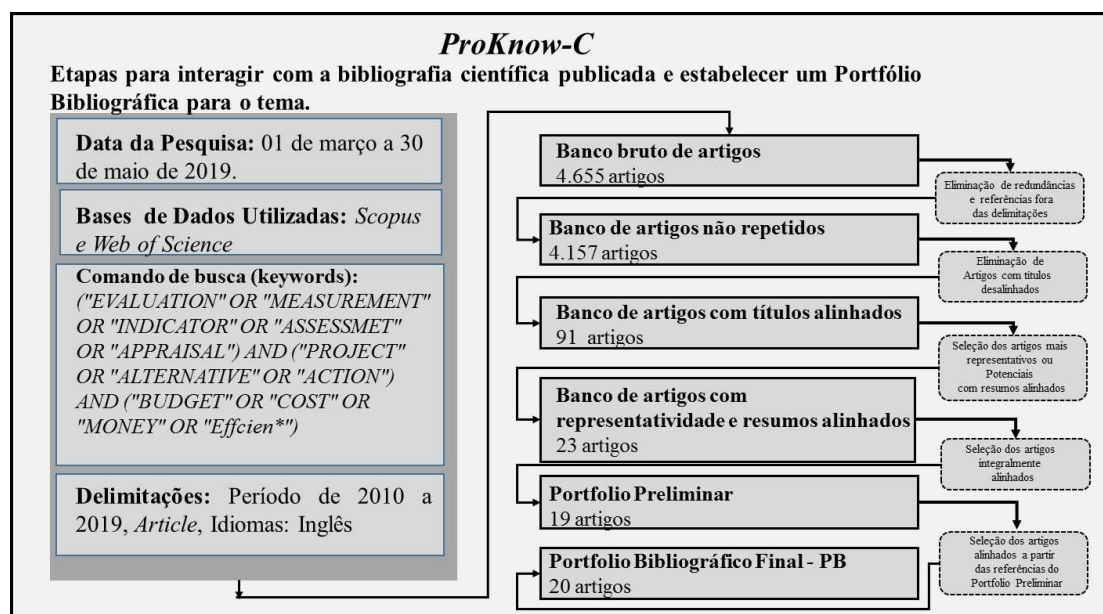 ProKnow-C
Etapas para interagir com a bibliografia científica publicada e estabelecer um Portfólio
Bibliográfica para o tema.
Data da Pesquisa: 01 de março a 30
de maio de 2019.
Bases de Dados Utilizadas: Scopus
e Web of Science
Comando de busca (keywords):
("EVALUATION" OR "MEASUREMENT"
OR "INDICATOR" OR "ASSESSMET"
OR "APPRAISAL") AND ("PROJECT"
OR "ALTERNATIVE" OR "ACTION")
AND ("BUDGET" OR "COST" OR
"MONEY" OR "Effcien*")
Delimitações: Período de 2010 a
2019, Article, Idiomas: Inglês
Banco bruto de artigos
4.655 artigos
Eliminação de redundâncias
e referências fora
das delimitações
Banco de artigos não repetidos
4.157 artigos
Eliminação de
Artigos com títulos
desalinhados
Banco de artigos com títulos alinhados
91 artigos
Seleção dos artigos mais
representativos ou
Potenciais
com resumos alinhados
Banco de artigos com
representatividade e resumos alinhados
23 artigos
Seleção dos artigos
integralmente
alinhados
Portfolio Preliminar
19 artigos
Seleção dos artigos
alinhados a partir
das referências do
Portfolio Preliminar
Portfolio Bibliográfico Final - PB
20 artigos